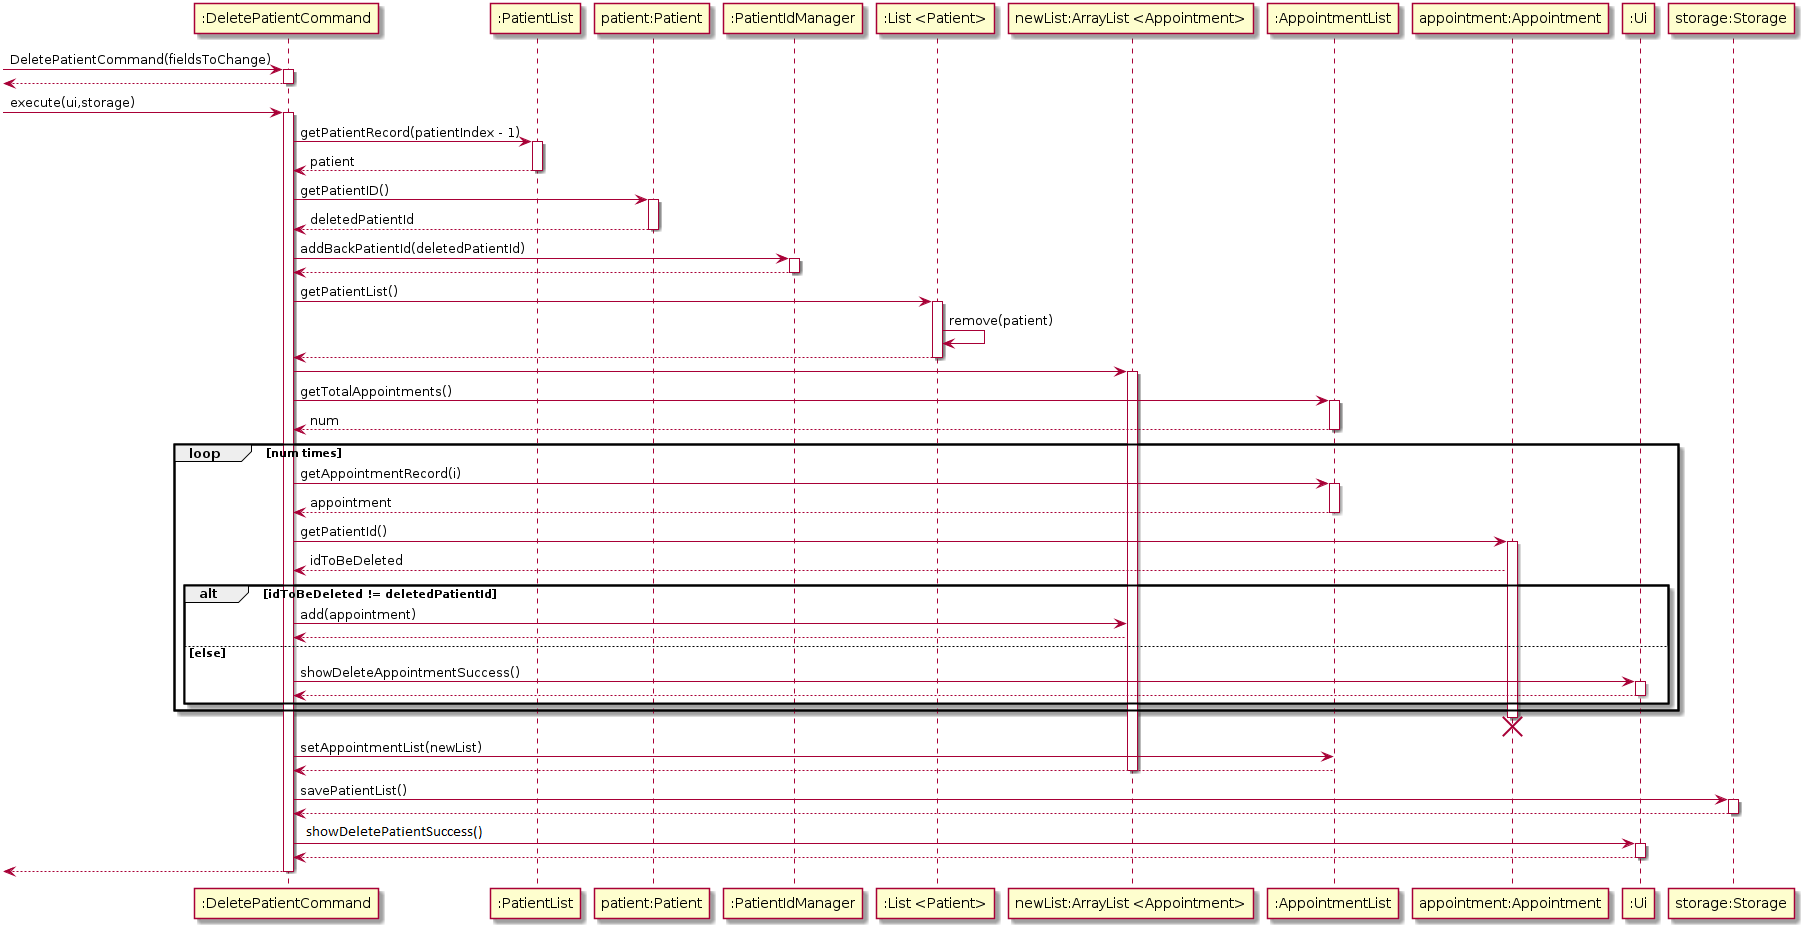 :DeletePatientCommand :PatientList patient:Patient :PatientIdManager :List <Patient> newList:ArrayList <Appointment> :AppointmentList appointment:Appointment :Ui storage:Storage
DeletePatientCommand(fieldsToChange)
execute(ui,storage)
getPatientRecord(patientIndex - 1)
patient
getPatientID()
deletedPatientId
addBackPatientId(deletedPatientId)
getPatientList()
remove(patient)
getTotalAppointments()
num
loop [num times]
getAppointmentRecord(i)
appointment
getPatientId()
idToBeDeleted
alt [idToBeDeleted != deletedPatientId]
add(appointment)
[else]
showDeleteAppointmentSuccess()
setAppointmentList(newList)
savePatientList()
showDeletePatientSuccess()
:DeletePatientCommand :PatientList patient:Patient :PatientIdManager :List <Patient> newList:ArrayList <Appointment> :AppointmentList appointment:Appointment :Ui storage:Storage